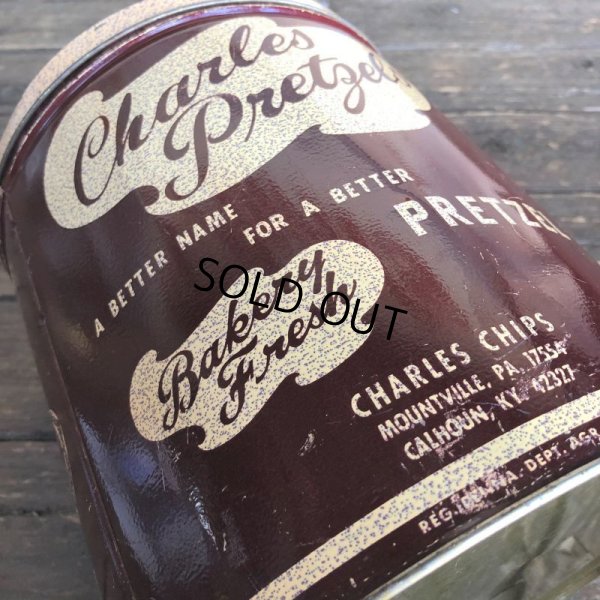 Charles
Pretzels
A BETTER NAME
FOR A BETTER
PRETZE
Bakery
Fresh
SOLD OUT
CHARLES CHIPS
MOUNTVILLE, PA. 17554
CALHOUN, KY. 42327
REG. PENNA. DEPT. AGR.